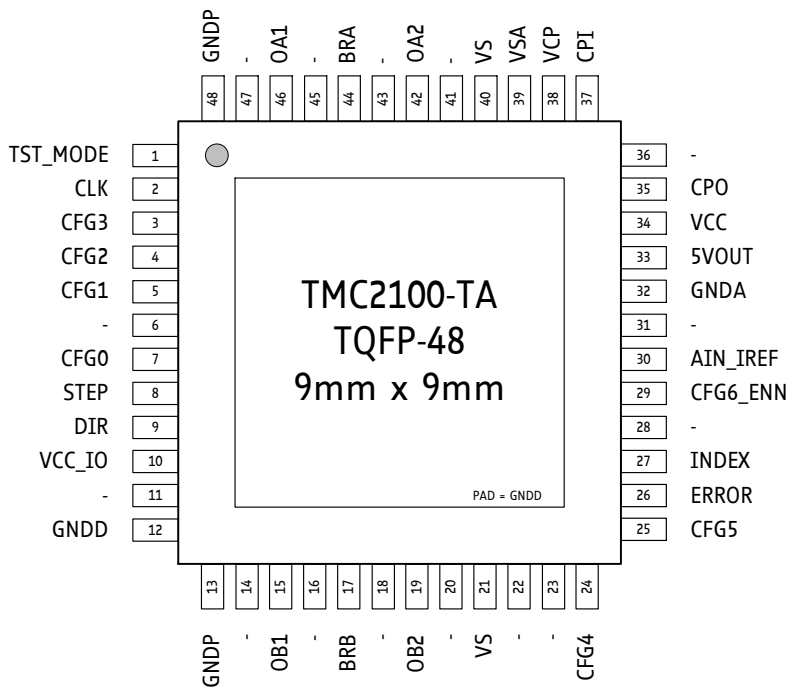 GNDP - OA1 - BRA - OA2 - VS VSA VCP CPI
48 47 46 45 44 43 42 41 40 39 38 37
TST_MODE 1
CLK 2
CFG3 3
CFG2 4
CFG1 5
- 6
CFG0 7
STEP 8
DIR 9
VCC_IO 10
- 11
GNDD 12
TMC2100-TA
TQFP-48
9mm x 9mm
PAD = GNDD
36 -
35 CPO
34 VCC
33 5VOUT
32 GNDA
31 -
30 AIN_IREF
29 CFG6_ENN
28 -
27 INDEX
26 ERROR
25 CFG5
13 14 15 16 17 18 19 20 21 22 23 24
GNDP - OB1 - BRB - OB2 - VS - - CFG4